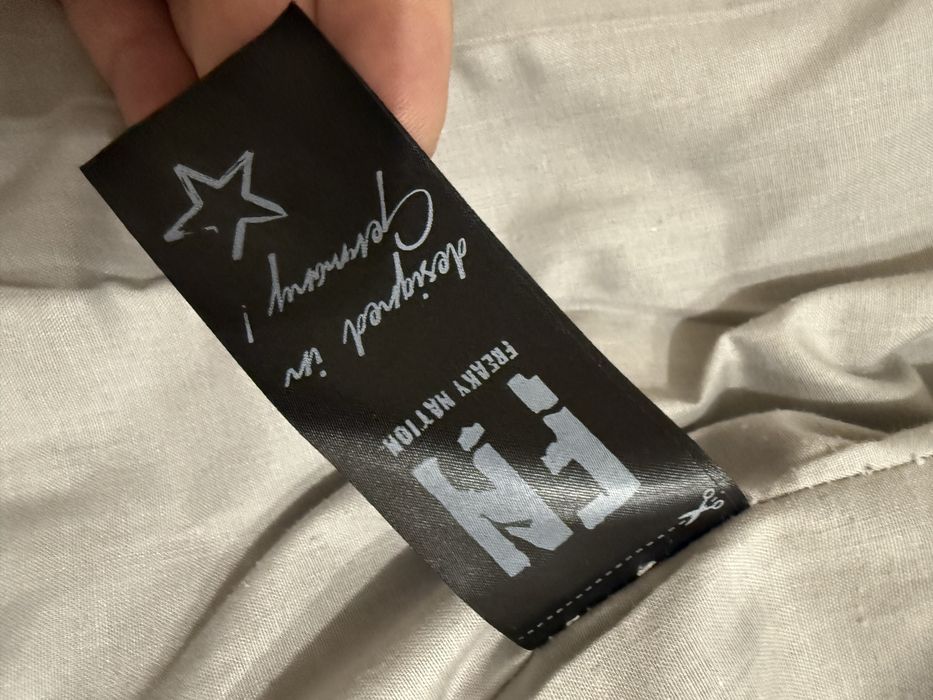 FN
FREAKY NATION
designed in
Germany!